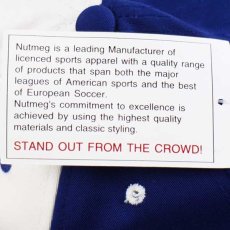 Nutmeg is a leading Manufacturer of
licenced sports apparel with a quality range
of products that span both the major
leagues of American sports and the best
of European Soccer.
Nutmeg's commitment to excellence is
achieved by using the highest quality
materials and classic styling.
STAND OUT FROM THE CROWD!